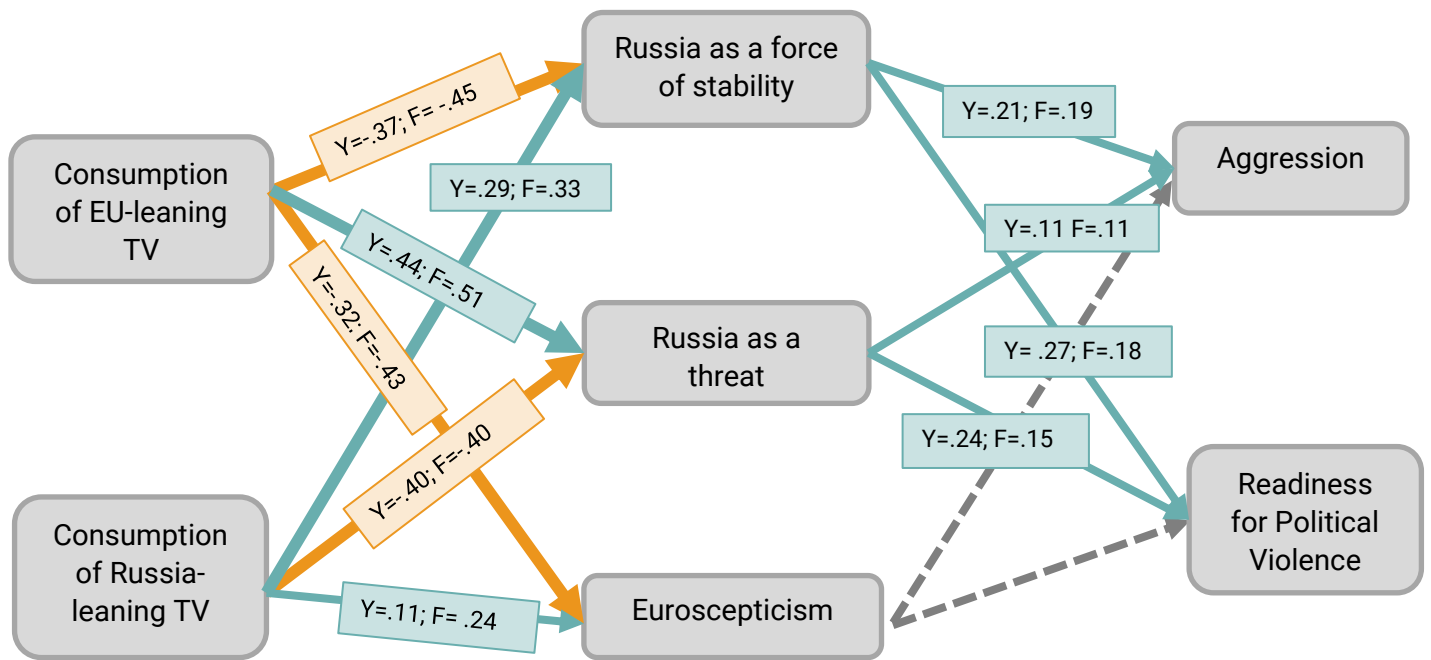 Consumption
of EU-leaning
TV
Consumption
of Russia-
leaning TV
Y=-.37; F= -.45
Y=.29; F=.33
Y=.44; F=.51
Y=-.32; F=-.43
Y=-.40; F=-.40
Y=.11; F= .24
Russia as a force
of stability
Russia as a
threat
Euroscepticism
Y=.21; F=.19
Y=.11 F=.11
Y= .27; F=.18
Y=.24; F=.15
Aggression
Readiness
for Political
Violence